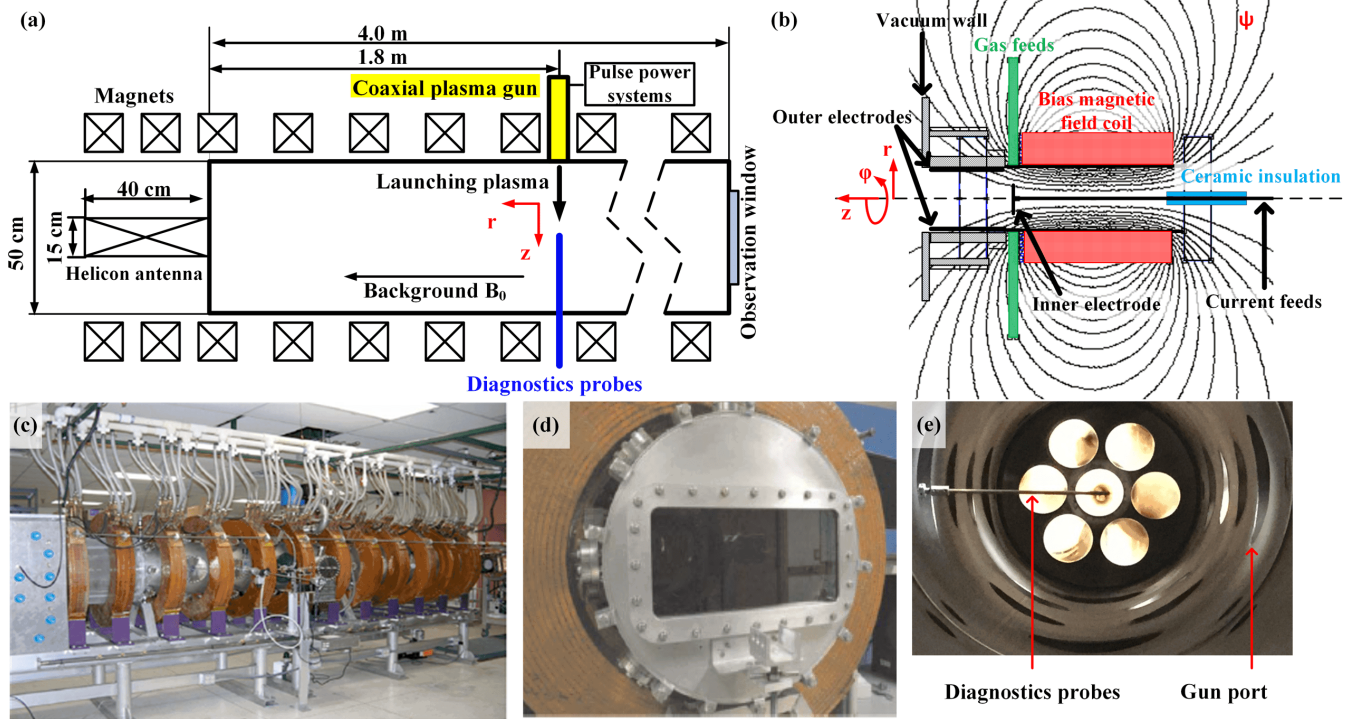 (a)
4.0 m
1.8 m
Coaxial plasma gun
Pulse power
systems
Magnets
Launching plasma
40 cm
15 cm
50 cm
Helicon antenna
r
z
Background B₀
Observation window
Diagnostics probes
(b)
Vacuum wall
Gas feeds
ψ
Bias magnetic
field coil
Outer electrodes
r
φ
z
Ceramic insulation
Inner electrode
Current feeds
(c)
(d)
(e)
Diagnostics probes
Gun port